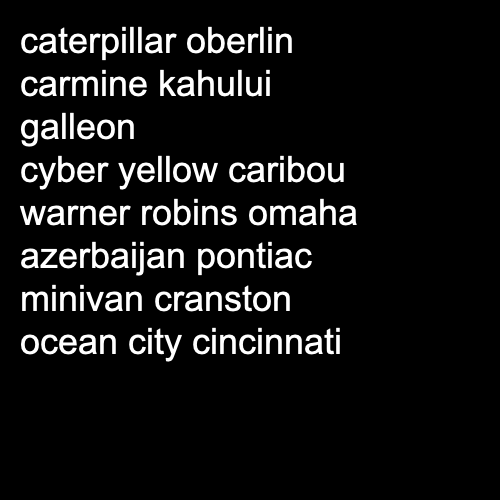 caterpillar oberlin
carmine kahului
galleon
cyber yellow caribou
warner robins omaha
azerbaijan pontiac
minivan cranston
ocean city cincinnati